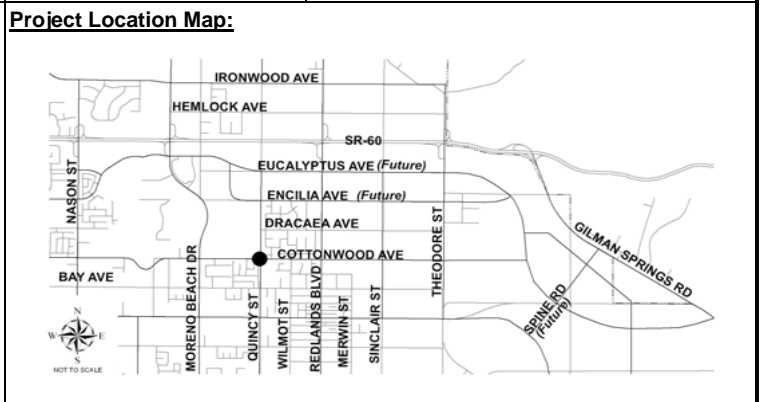 Project Location Map:
IRONWOOD AVE
HEMLOCK AVE
SR-60
EUCALYPTUS AVE (Future)
ENCILIA AVE (Future)
NASON ST
DRACAEA AVE
COTTONWOOD AVE
BAY AVE
MORENO BEACH DR
QUINCY ST
WILMOT ST
REDLANDS BLVD
MERWIN ST
SINCLAIR ST
THEODORE ST
GILMAN SPRINGS RD
SPINE RD
(Future)
N
W E
S
NOT TO SCALE